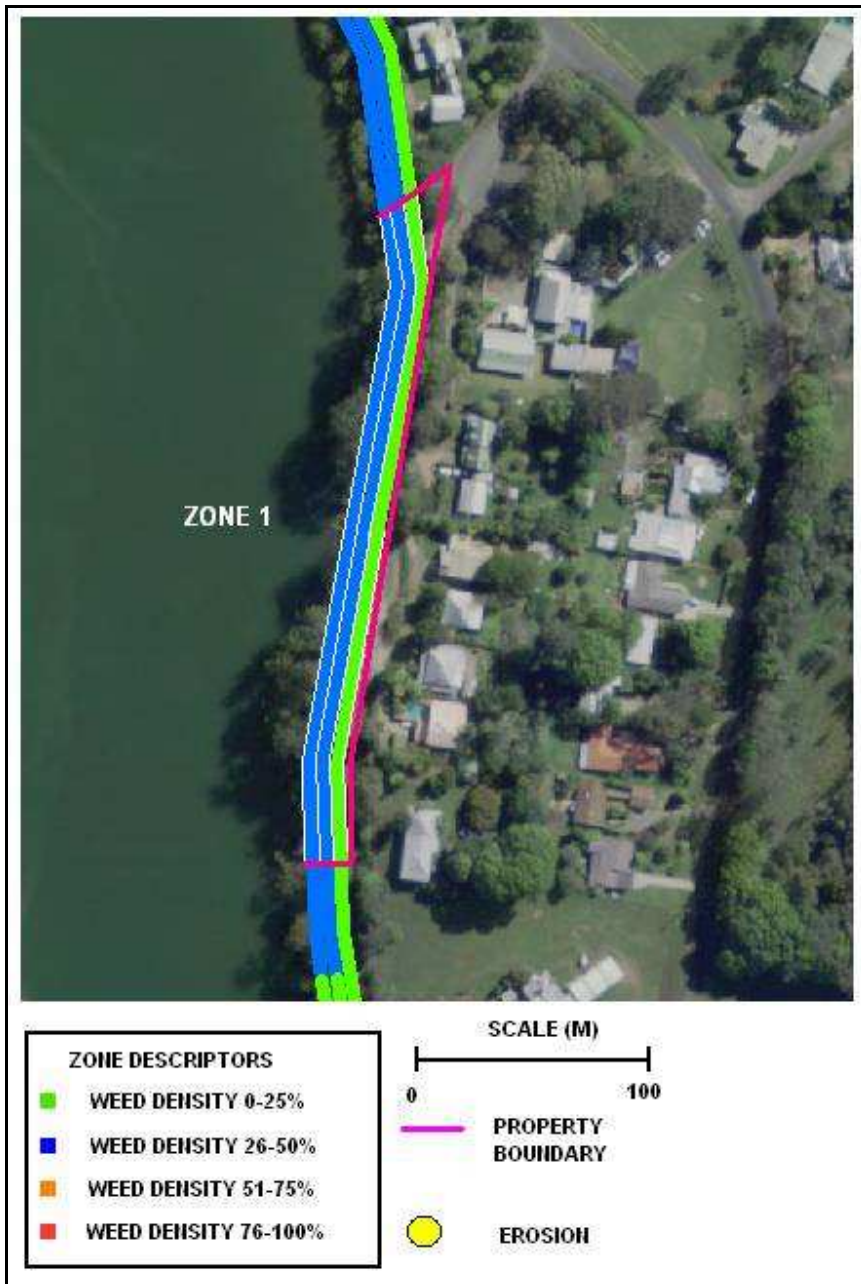 ZONE 1
ZONE DESCRIPTORS
WEED DENSITY 0-25%
WEED DENSITY 26-50%
WEED DENSITY 51-75%
WEED DENSITY 76-100%
SCALE (M)
0 100
PROPERTY
BOUNDARY
EROSION